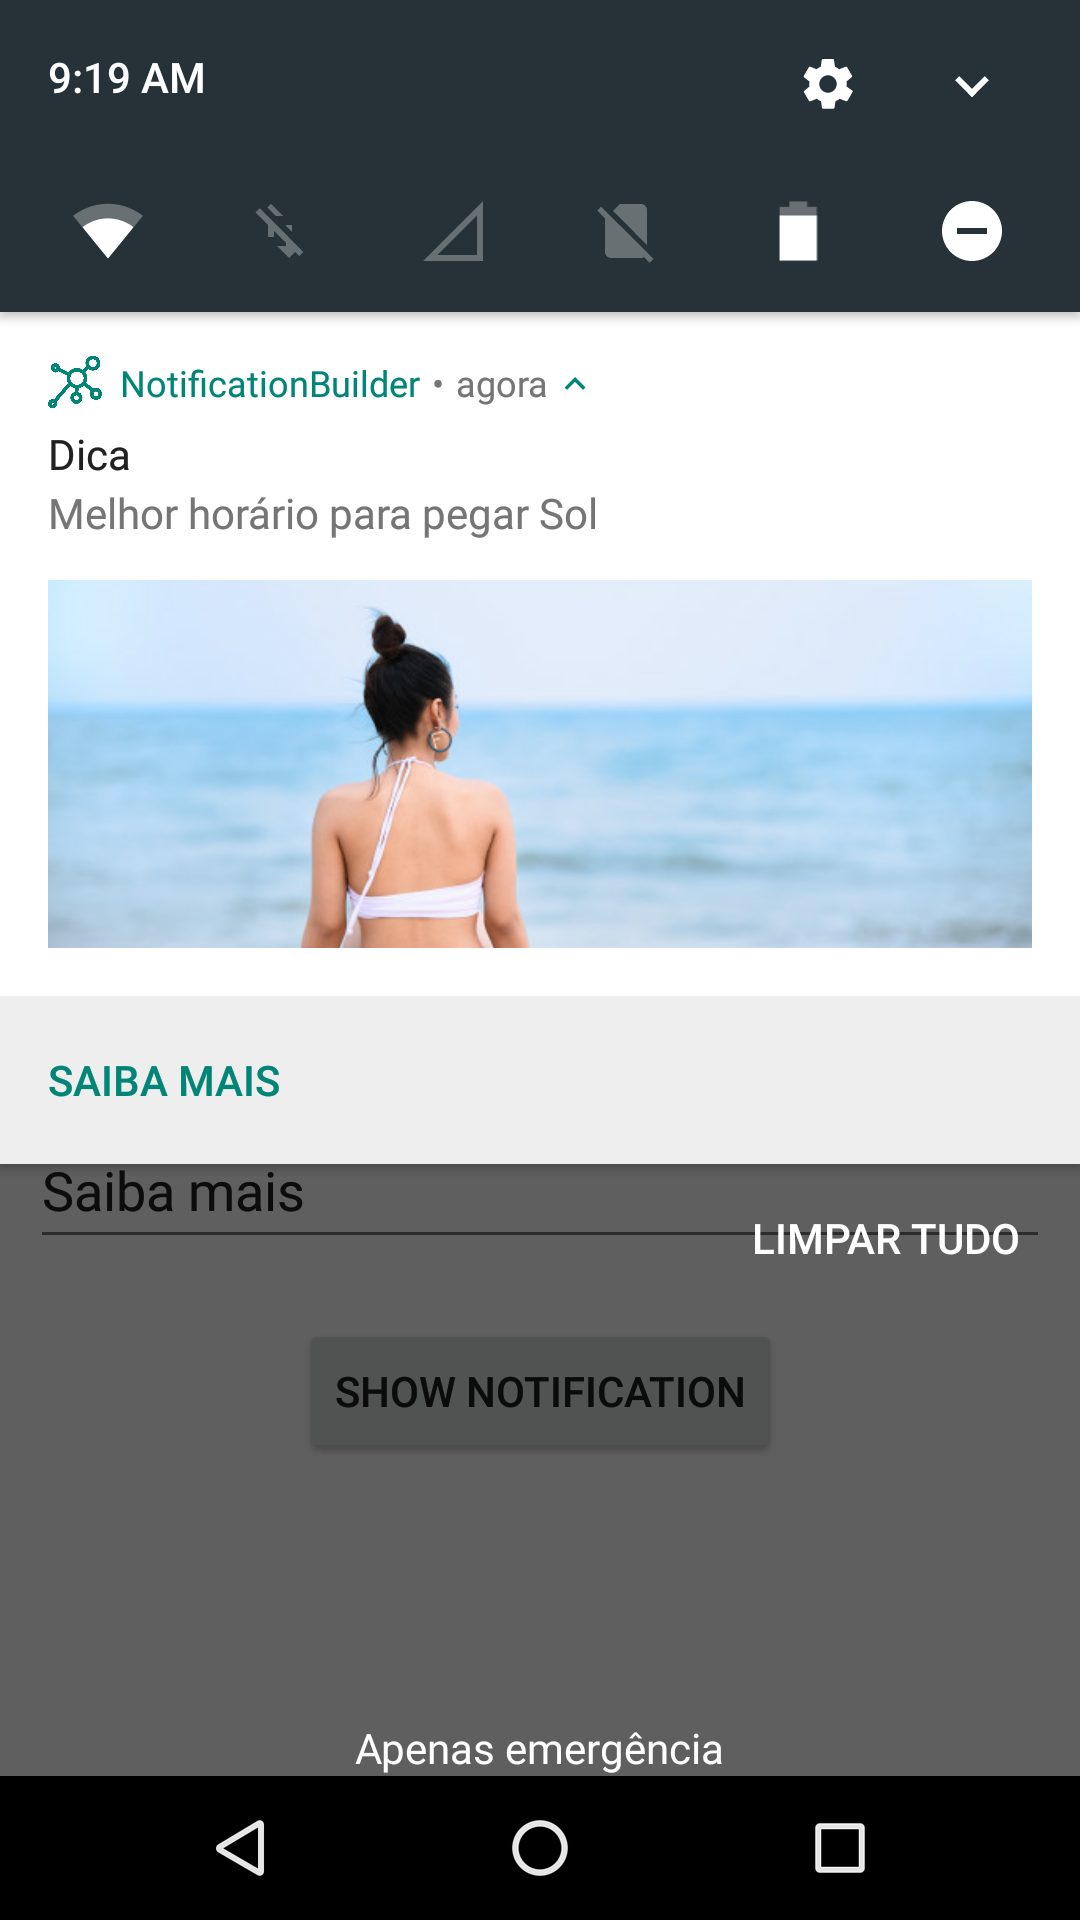 9:19 AM
NotificationBuilder • agora
Dica
Melhor horário para pegar Sol
SAIBA MAIS
Saiba mais
LIMPAR TUDO
SHOW NOTIFICATION
Apenas emergência